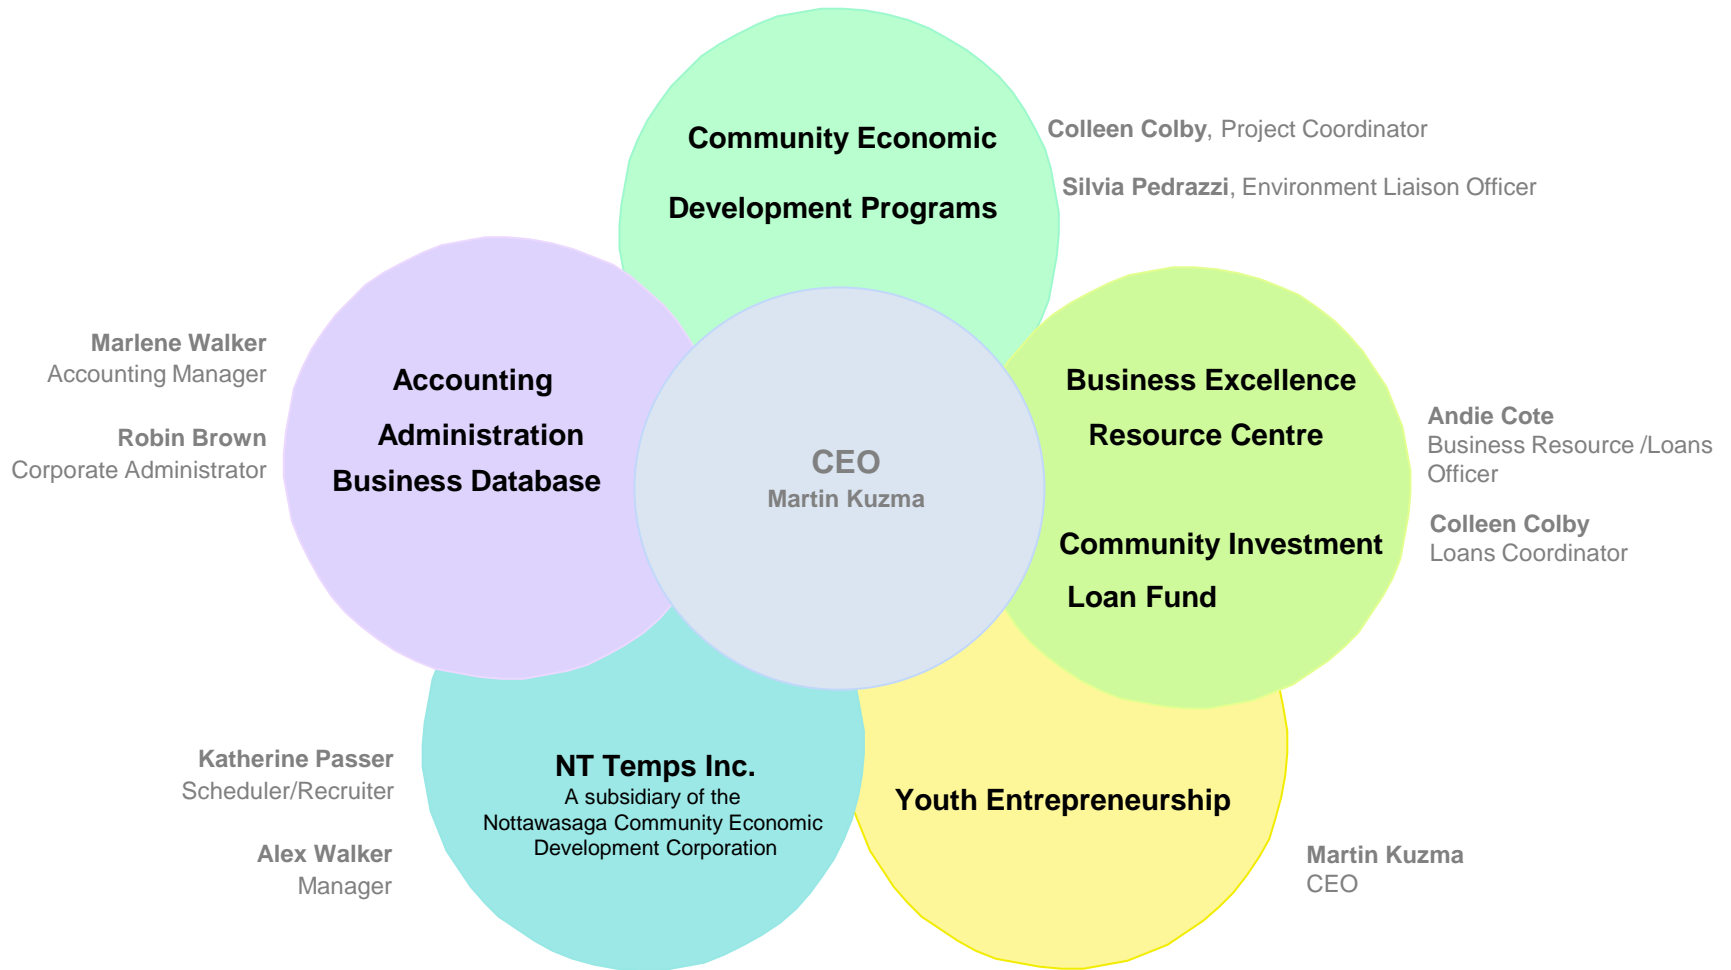 Community Economic
Development Programs
Colleen Colby, Project Coordinator
Silvia Pedrazzi, Environment Liaison Officer
Marlene Walker
Accounting Manager
Robin Brown
Corporate Administrator
Accounting
Administration
Business Database
CEO
Martin Kuzma
Business Excellence
Resource Centre
Community Investment
Loan Fund
Andie Cote
Business Resource /Loans
Officer
Colleen Colby
Loans Coordinator
Katherine Passer
Scheduler/Recruiter
Alex Walker
Manager
NT Temps Inc.
A subsidiary of the
Nottawasaga Community Economic
Development Corporation
Youth Entrepreneurship
Martin Kuzma
CEO